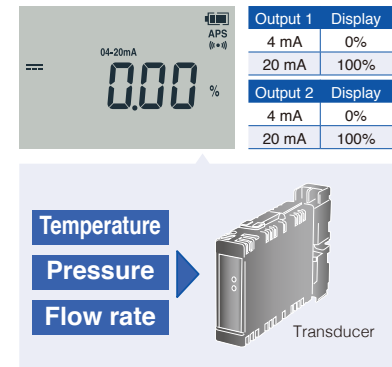 APS
04-20mA
0.00 %
Output 1 Display
4 mA 0%
20 mA 100%
Output 2 Display
4 mA 0%
20 mA 100%
Temperature
Pressure
Flow rate
Transducer